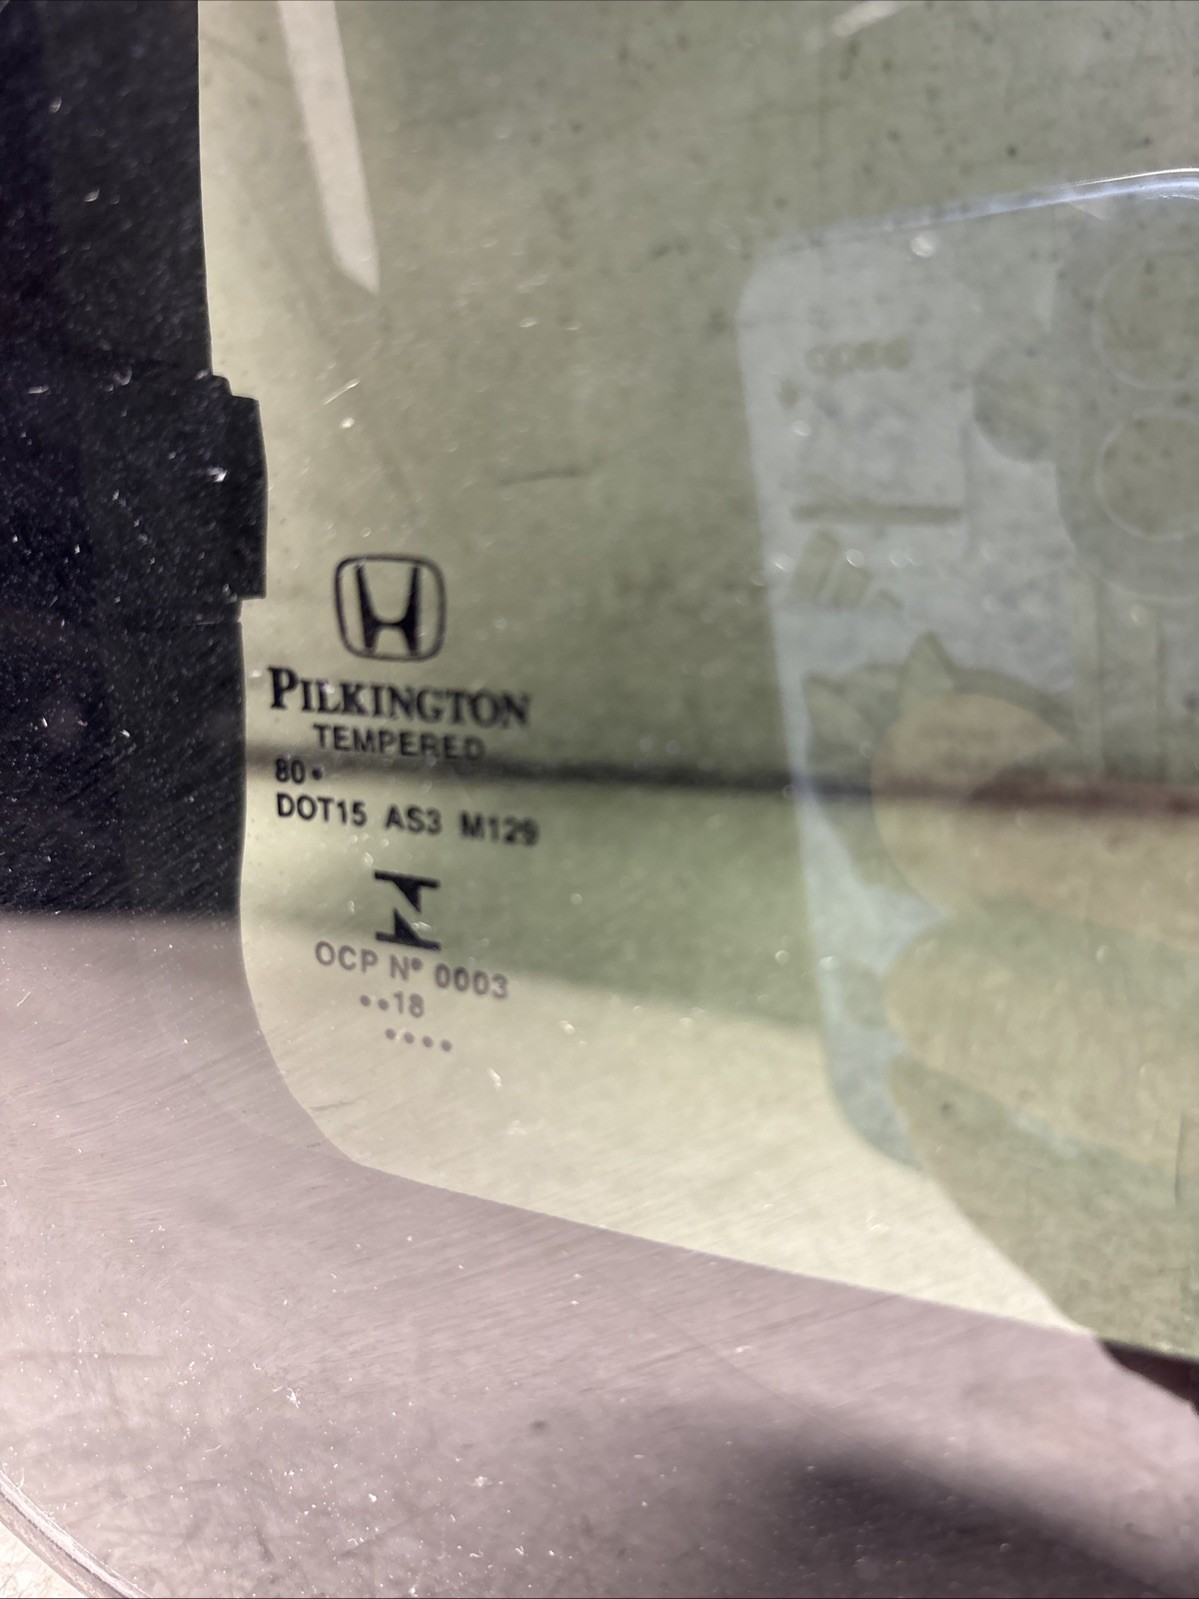 PILKINGTON
TEMPERED
80•
DOT15 AS3 M129
OCP Nº 0003
••18
••••